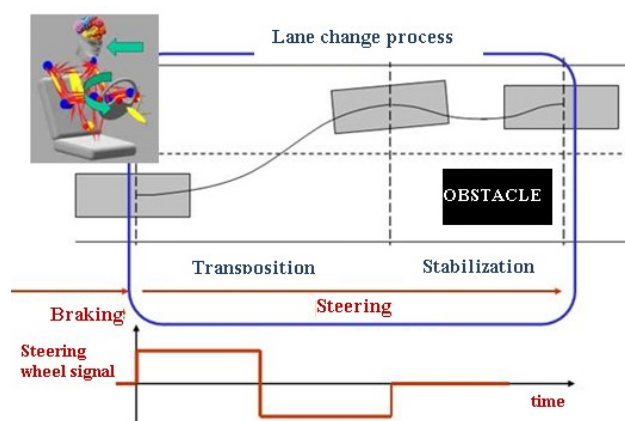 Lane change process
OBSTACLE
Transposition
Stabilization
Braking
Steering
Steering
wheel signal
time